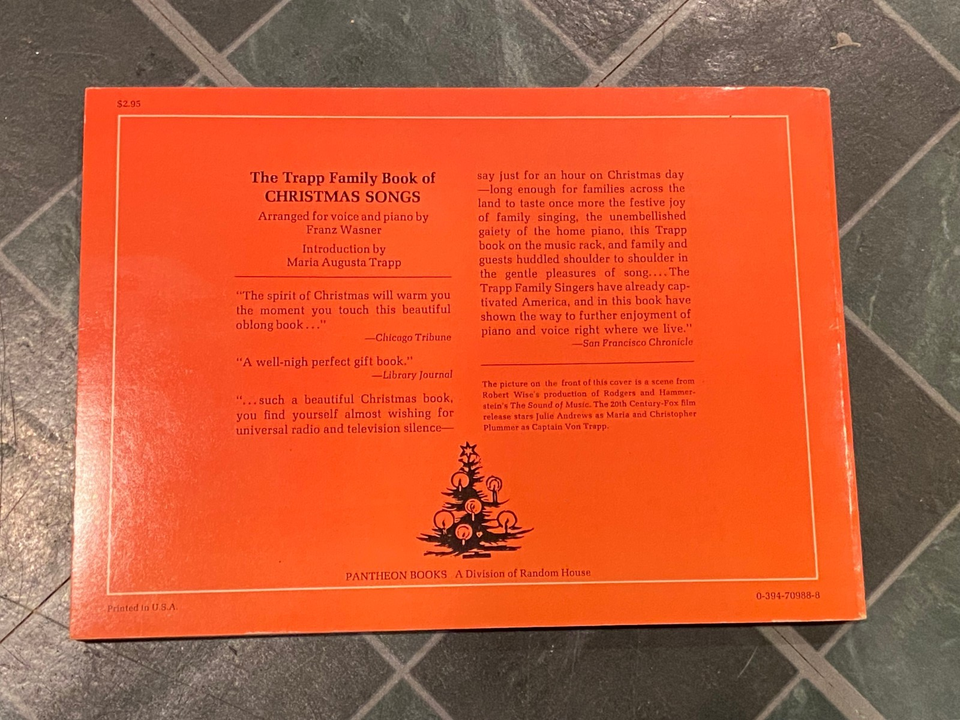 $2.95
The Trapp Family Book of
CHRISTMAS SONGS
Arranged for voice and piano by
Franz Wasner
Introduction by
Maria Augusta Trapp
"The spirit of Christmas will warm you
the moment you touch this beautiful
oblong book ..."
—Chicago Tribune
"A well-nigh perfect gift book."
—Library Journal
"...such a beautiful Christmas book,
you find yourself almost wishing for
universal radio and television silence—
say just for an hour on Christmas day
—long enough for families across the
land to taste once more the festive joy
of family singing, the unembellished
gaiety of the home piano, this Trapp
book on the music rack, and family and
guests huddled shoulder to shoulder in
the gentle pleasures of song....The
Trapp Family Singers have already cap-
tivated America, and in this book have
shown the way to further enjoyment of
piano and voice right where we live."
—San Francisco Chronicle
The picture on the front of this cover is a scene from
Robert Wise's production of Rodgers and Hammer-
stein's The Sound of Music. The 20th Century-Fox film
release stars Julie Andrews as Maria and Christopher
Plummer as Captain Von Trapp.
PANTHEON BOOKS A Division of Random House
Printed in U.S.A.
0-394-70988-8